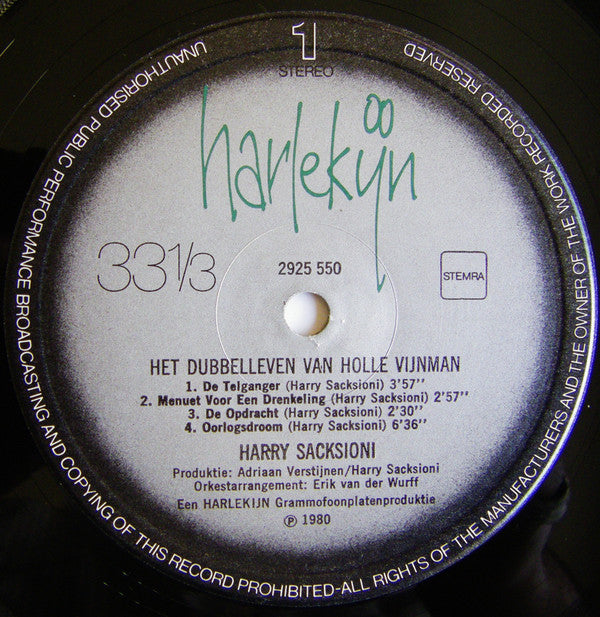 1
STEREO
harlekijn
33 1/3
2925 550
STEMRA
HET DUBBELLEVEN VAN HOLLE VIJNMAN
1. De Telganger (Harry Sacksioni) 3'57''
2. Menuet Voor Een Drenkeling (Harry Sacksioni) 2'57''
3. De Opdracht (Harry Sacksioni) 2'30''
4. Oorlogsdroom (Harry Sacksioni) 6'36''
HARRY SACKSIONI
Produktie: Adriaan Verstijnen/Harry Sacksioni
Orkestarrangement: Erik van der Wurff
Een HARLEKIJN Grammofoonplatenproduktie
℗ 1980
UNAUTHORISED PUBLIC PERFORMANCE BROADCASTING AND COPYING OF THIS RECORD PROHIBITED-ALL RIGHTS OF THE MANUFACTURERS AND THE OWNER OF THE WORK RECORDED RESERVED